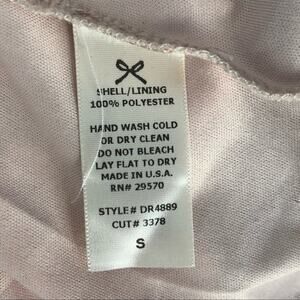 SHELL/LINING
100% POLYESTER
HAND WASH COLD
OR DRY CLEAN
DO NOT BLEACH
LAY FLAT TO DRY
MADE IN U.S.A.
RN# 29570
STYLE# DR4889
CUT# 3378
S